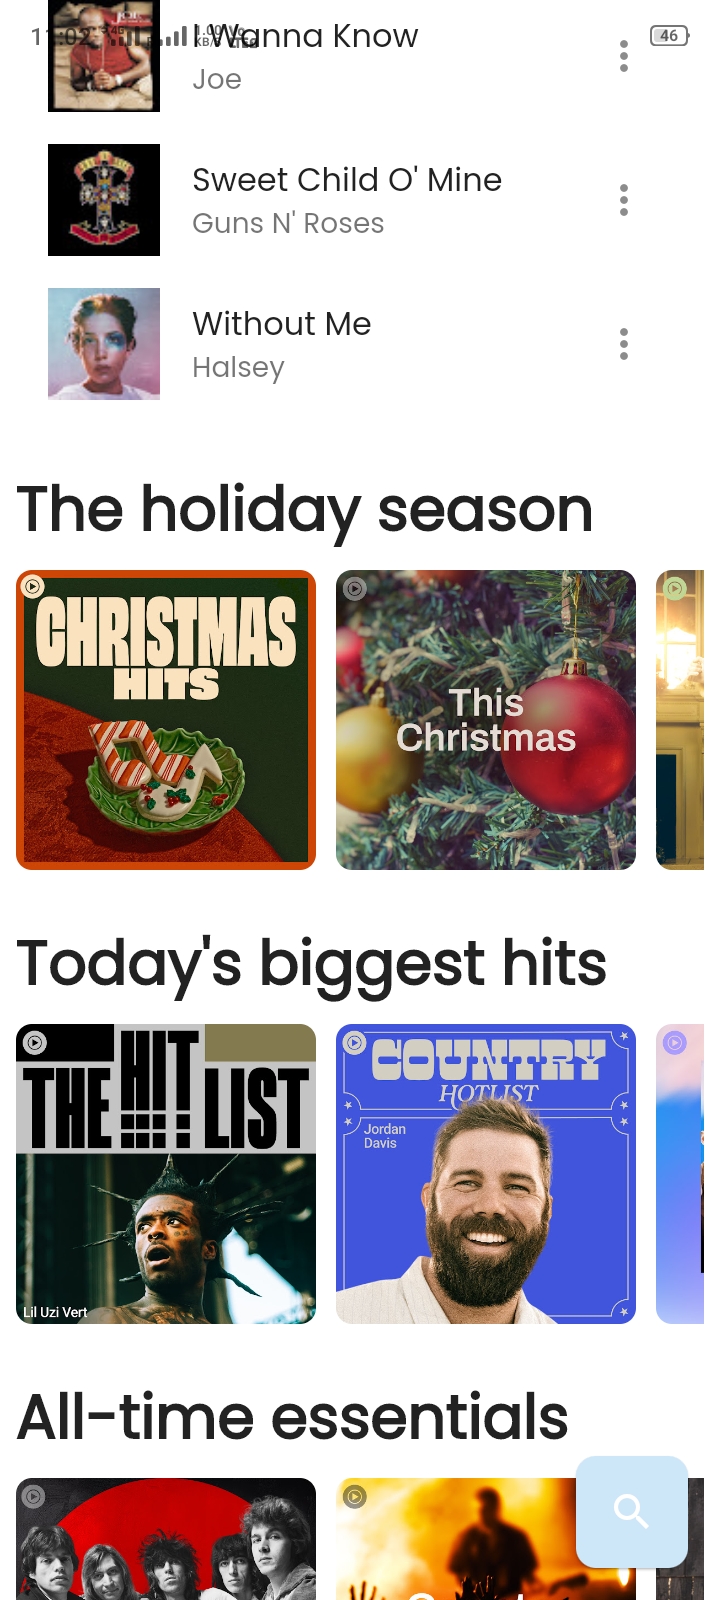 11:02
46
I Wanna Know
Joe
Sweet Child O' Mine
Guns N' Roses
Without Me
Halsey
The holiday season
CHRISTMAS
HITS
This
Christmas
Today's biggest hits
THE HIT LIST
Lil Uzi Vert
COUNTRY
HOTLIST
Jordan
Davis
All-time essentials